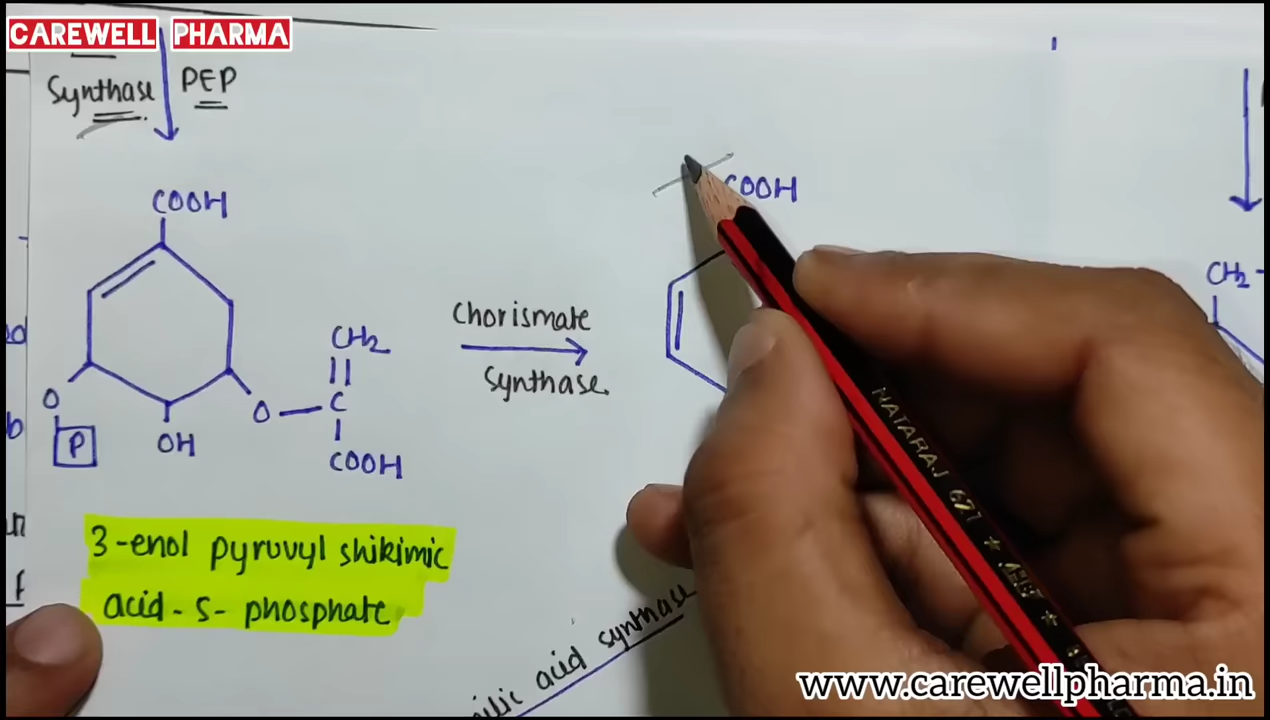 CAREWELL PHARMA
Synthase
PEP
COOH
COOH
CH2
CH2
||
C
O
O
P
OH
COOH
Chorismate
Synthase
3-enol pyruvyl shikimic
acid-5-phosphate
ilic acid synthase
NATARAJ 621
www.carewellpharma.in